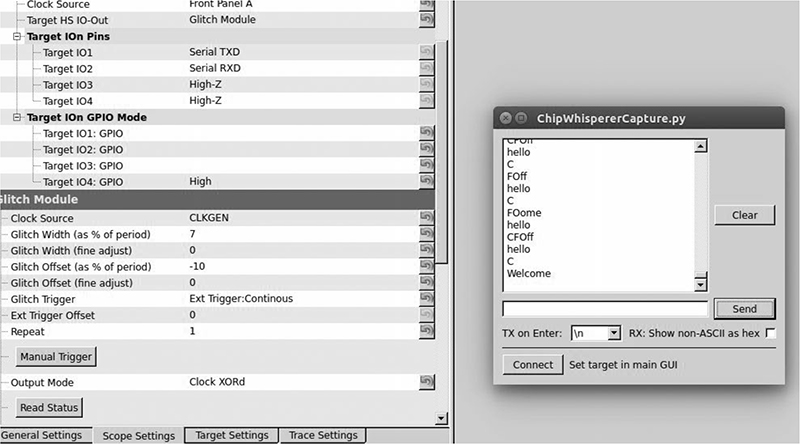 Clock Source Front Panel A
Target HS IO-Out Glitch Module
Target IOn Pins
Target IO1 Serial TXD
Target IO2 Serial RXD
Target IO3 High-Z
Target IO4 High-Z
Target IOn GPIO Mode
Target IO1: GPIO
Target IO2: GPIO
Target IO3: GPIO
Target IO4: GPIO High
Glitch Module
Clock Source CLKGEN
Glitch Width (as % of period) 7
Glitch Width (fine adjust) 0
Glitch Offset (as % of period) -10
Glitch Offset (fine adjust) 0
Glitch Trigger Ext Trigger:Continous
Ext Trigger Offset 0
Repeat 1
Manual Trigger
Output Mode Clock XORd
Read Status
General Settings Scope Settings Target Settings Trace Settings
ChipWhispererCapture.py
CFOff
hello
C
FOff
hello
C
FOome
hello
CFOff
hello
C
Welcome
Clear
Send
TX on Enter: \n RX: Show non-ASCII as hex
Connect Set target in main GUI